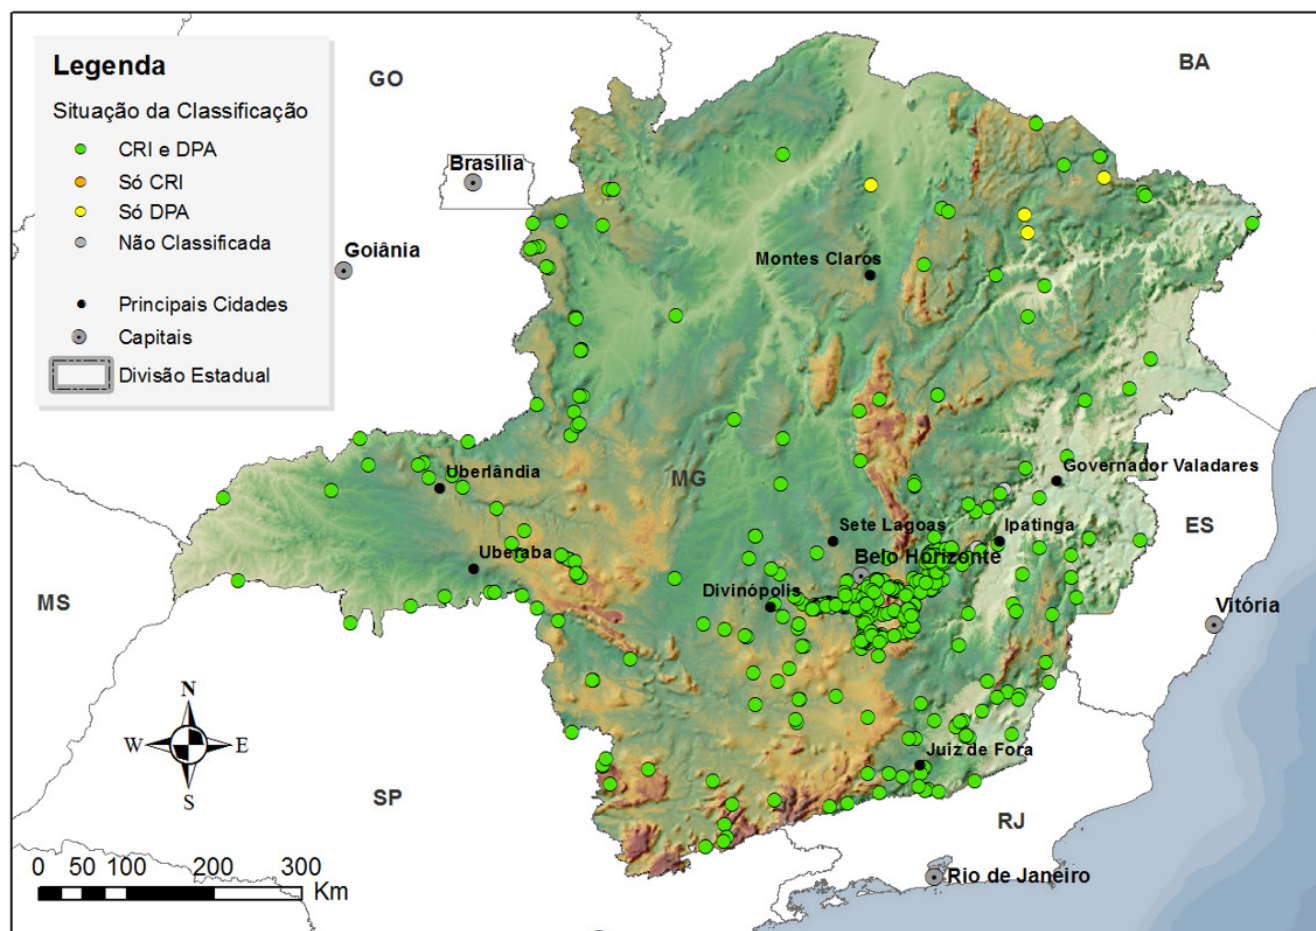 Legenda
Situação da Classificação
CRI e DPA
Só CRI
Só DPA
Não Classificada
Principais Cidades
Capitais
Divisão Estadual
GO
BA
Brasília
Goiânia
Montes Claros
Uberlândia
MG
Governador Valadares
Sete Lagoas
Ipatinga
ES
Uberaba
Belo Horizonte
Divinópolis
MS
Vitória
N
W
E
S
Juiz de Fora
SP
RJ
0 50 100 200 300
Km
Rio de Janeiro